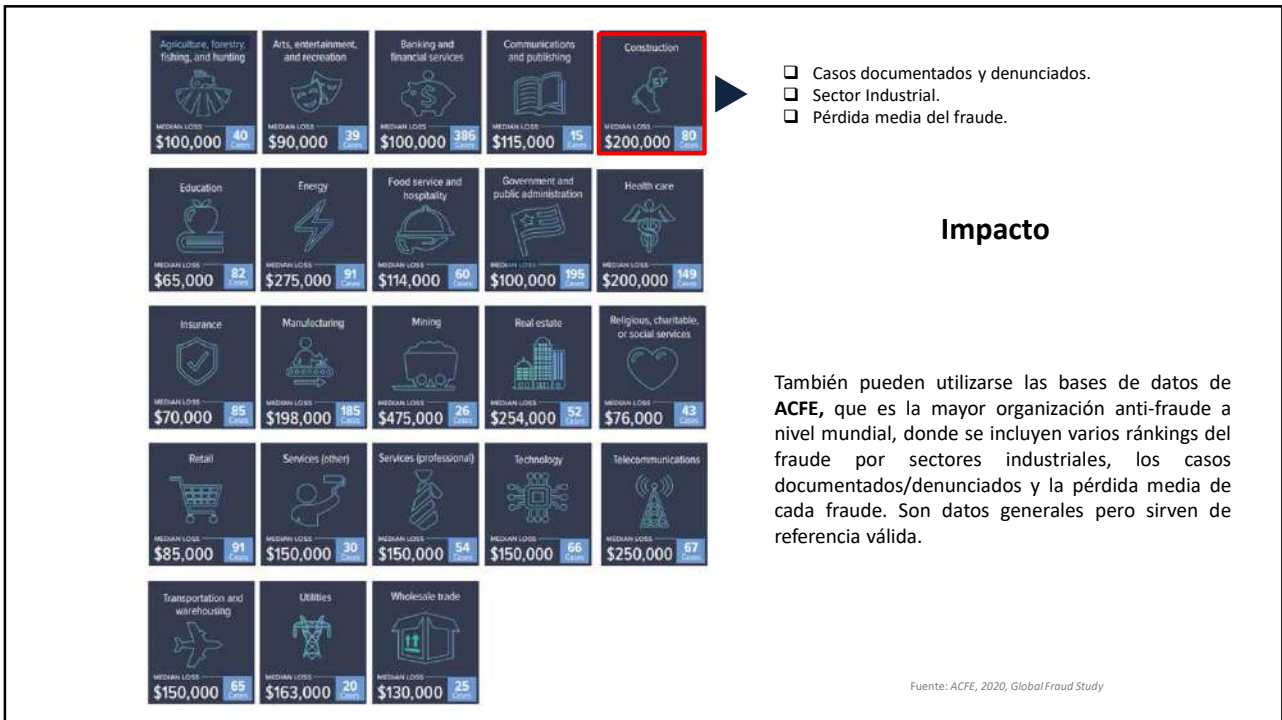 Agriculture, forestry,
fishing, and hunting
MEDIAN LOSS
$100,000
40
Cases
Arts, entertainment,
and recreation
MEDIAN LOSS
$90,000
39
Cases
Banking and
financial services
MEDIAN LOSS
$100,000
386
Cases
Communications
and publishing
MEDIAN LOSS
$115,000
15
Cases
Construction
MEDIAN LOSS
$200,000
80
Cases
❑ Casos documentados y denunciados.
❑ Sector Industrial.
❑ Pérdida media del fraude.
Education
MEDIAN LOSS
$65,000
82
Cases
Energy
MEDIAN LOSS
$275,000
91
Cases
Food service and
hospitality
MEDIAN LOSS
$114,000
60
Cases
Government and
public administration
MEDIAN LOSS
$100,000
195
Cases
Health care
MEDIAN LOSS
$200,000
149
Cases
Impacto
Insurance
MEDIAN LOSS
$70,000
85
Cases
Manufacturing
MEDIAN LOSS
$198,000
185
Cases
Mining
MEDIAN LOSS
$475,000
26
Cases
Real estate
MEDIAN LOSS
$254,000
52
Cases
Religious, charitable,
or social services
MEDIAN LOSS
$76,000
43
Cases
También pueden utilizarse las bases de datos de
ACFE, que es la mayor organización anti-fraude a
nivel mundial, donde se incluyen varios ránkings del
fraude por sectores industriales, los casos
documentados/denunciados y la pérdida media de
cada fraude. Son datos generales pero sirven de
referencia válida.
Retail
MEDIAN LOSS
$85,000
91
Cases
Services (other)
MEDIAN LOSS
$150,000
30
Cases
Services (professional)
MEDIAN LOSS
$150,000
54
Cases
Technology
MEDIAN LOSS
$150,000
66
Cases
Telecommunications
MEDIAN LOSS
$250,000
67
Cases
Transportation and
warehousing
MEDIAN LOSS
$150,000
65
Cases
Utilities
MEDIAN LOSS
$163,000
20
Cases
Wholesale trade
MEDIAN LOSS
$130,000
25
Cases
Fuente: ACFE, 2020, Global Fraud Study